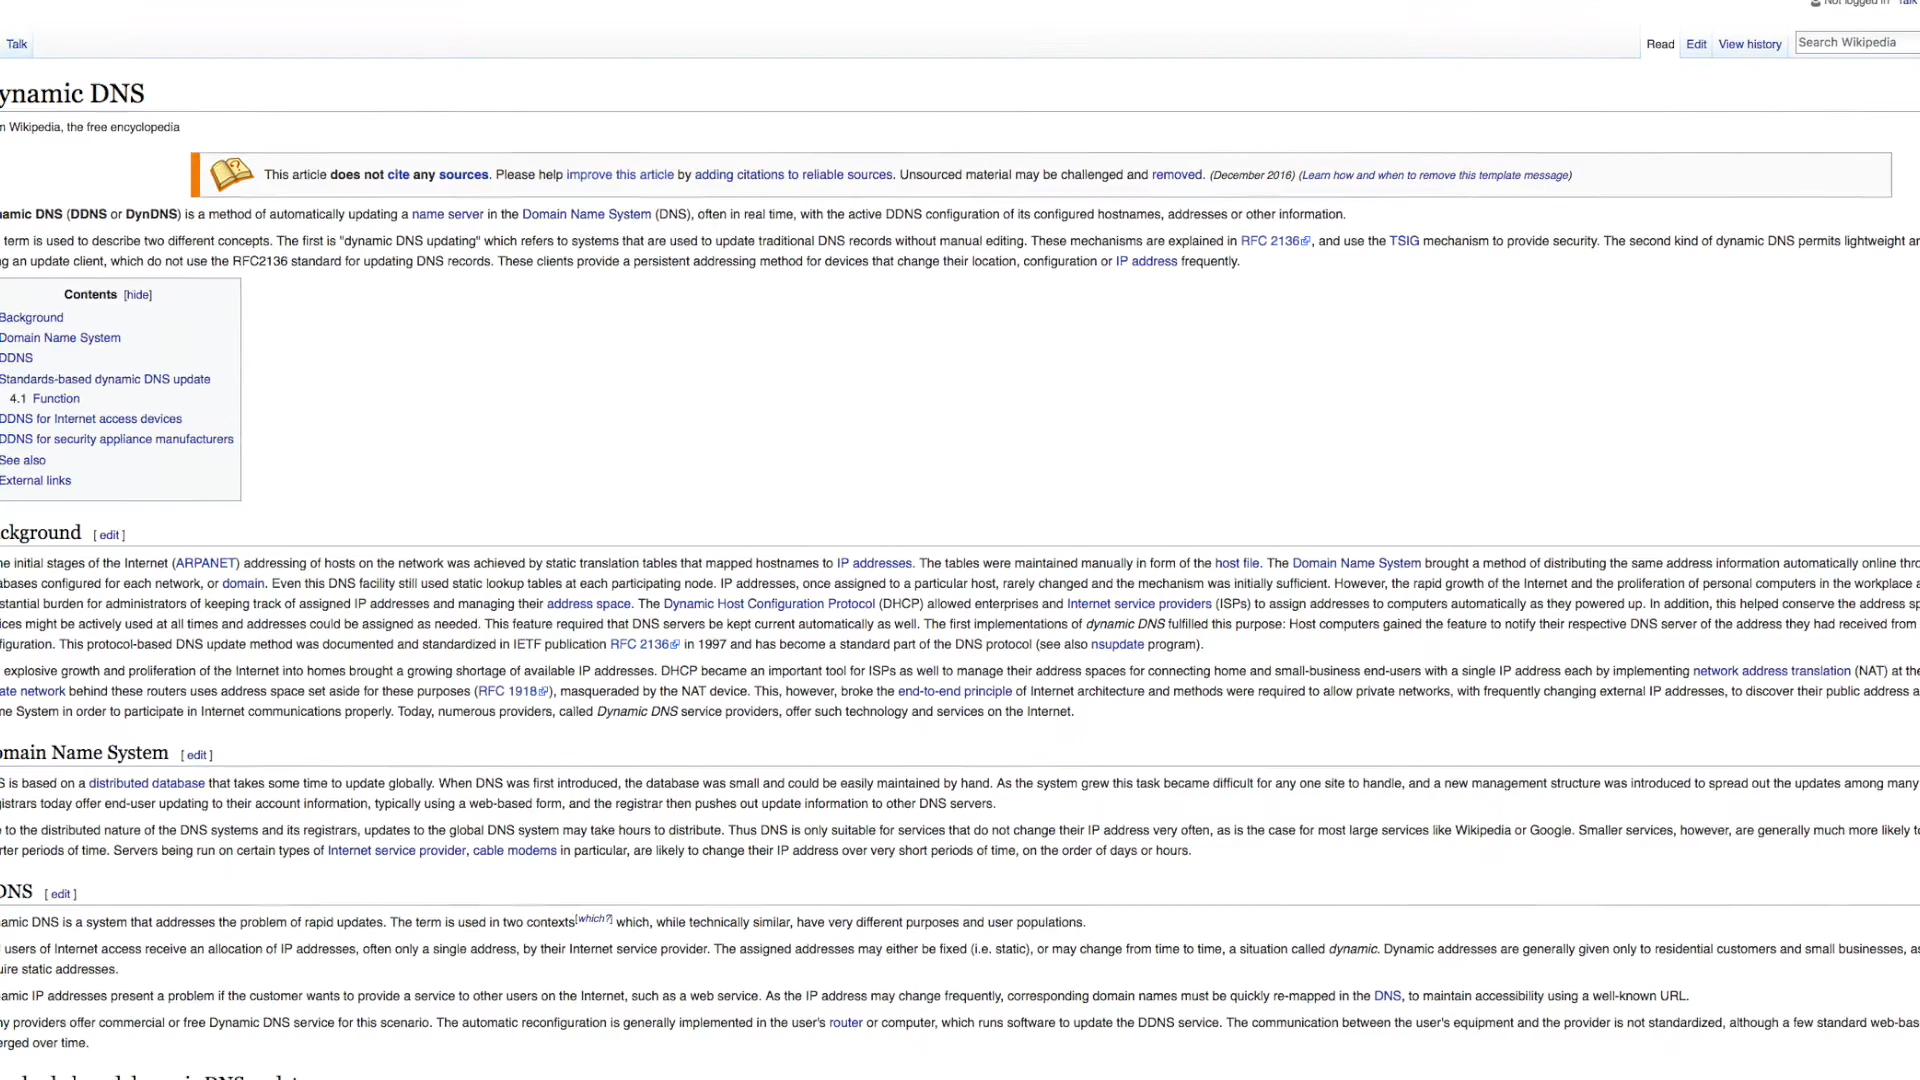 Not logged in Talk
Talk
Read Edit View history Search Wikipedia
ynamic DNS
m Wikipedia, the free encyclopedia
This article does not cite any sources. Please help improve this article by adding citations to reliable sources. Unsourced material may be challenged and removed. (December 2016) (Learn how and when to remove this template message)
amic DNS (DDNS or DynDNS) is a method of automatically updating a name server in the Domain Name System (DNS), often in real time, with the active DDNS configuration of its configured hostnames, addresses or other information.
term is used to describe two different concepts. The first is "dynamic DNS updating" which refers to systems that are used to update traditional DNS records without manual editing. These mechanisms are explained in RFC 2136, and use the TSIG mechanism to provide security. The second kind of dynamic DNS permits lightweight an
g an update client, which do not use the RFC2136 standard for updating DNS records. These clients provide a persistent addressing method for devices that change their location, configuration or IP address frequently.
Contents [hide]
Background
Domain Name System
DDNS
Standards-based dynamic DNS update
4.1 Function
DDNS for Internet access devices
DDNS for security appliance manufacturers
See also
External links
ckground [ edit ]
he initial stages of the Internet (ARPANET) addressing of hosts on the network was achieved by static translation tables that mapped hostnames to IP addresses. The tables were maintained manually in form of the host file. The Domain Name System brought a method of distributing the same address information automatically online thro
abases configured for each network, or domain. Even this DNS facility still used static lookup tables at each participating node. IP addresses, once assigned to a particular host, rarely changed and the mechanism was initially sufficient. However, the rapid growth of the Internet and the proliferation of personal computers in the workplace a
stantial burden for administrators of keeping track of assigned IP addresses and managing their address space. The Dynamic Host Configuration Protocol (DHCP) allowed enterprises and Internet service providers (ISPs) to assign addresses to computers automatically as they powered up. In addition, this helped conserve the address sp
ices might be actively used at all times and addresses could be assigned as needed. This feature required that DNS servers be kept current automatically as well. The first implementations of dynamic DNS fulfilled this purpose: Host computers gained the feature to notify their respective DNS server of the address they had received from
figuration. This protocol-based DNS update method was documented and standardized in IETF publication RFC 2136 in 1997 and has become a standard part of the DNS protocol (see also nsupdate program).
explosive growth and proliferation of the Internet into homes brought a growing shortage of available IP addresses. DHCP became an important tool for ISPs as well to manage their address spaces for connecting home and small-business end-users with a single IP address each by implementing network address translation (NAT) at the
ate network behind these routers uses address space set aside for these purposes (RFC 1918), masqueraded by the NAT device. This, however, broke the end-to-end principle of Internet architecture and methods were required to allow private networks, with frequently changing external IP addresses, to discover their public address a
me System in order to participate in Internet communications properly. Today, numerous providers, called Dynamic DNS service providers, offer such technology and services on the Internet.
omain Name System [ edit ]
S is based on a distributed database that takes some time to update globally. When DNS was first introduced, the database was small and could be easily maintained by hand. As the system grew this task became difficult for any one site to handle, and a new management structure was introduced to spread out the updates among many
gistrars today offer end-user updating to their account information, typically using a web-based form, and the registrar then pushes out update information to other DNS servers.
e to the distributed nature of the DNS systems and its registrars, updates to the global DNS system may take hours to distribute. Thus DNS is only suitable for services that do not change their IP address very often, as is the case for most large services like Wikipedia or Google. Smaller services, however, are generally much more likely to
rter periods of time. Servers being run on certain types of Internet service provider, cable modems in particular, are likely to change their IP address over very short periods of time, on the order of days or hours.
DNS [ edit ]
amic DNS is a system that addresses the problem of rapid updates. The term is used in two contexts[which?] which, while technically similar, have very different purposes and user populations.
users of Internet access receive an allocation of IP addresses, often only a single address, by their Internet service provider. The assigned addresses may either be fixed (i.e. static), or may change from time to time, a situation called dynamic. Dynamic addresses are generally given only to residential customers and small businesses, as
uire static addresses.
amic IP addresses present a problem if the customer wants to provide a service to other users on the Internet, such as a web service. As the IP address may change frequently, corresponding domain names must be quickly re-mapped in the DNS, to maintain accessibility using a well-known URL.
ny providers offer commercial or free Dynamic DNS service for this scenario. The automatic reconfiguration is generally implemented in the user's router or computer, which runs software to update the DDNS service. The communication between the user's equipment and the provider is not standardized, although a few standard web-bas
erged over time.